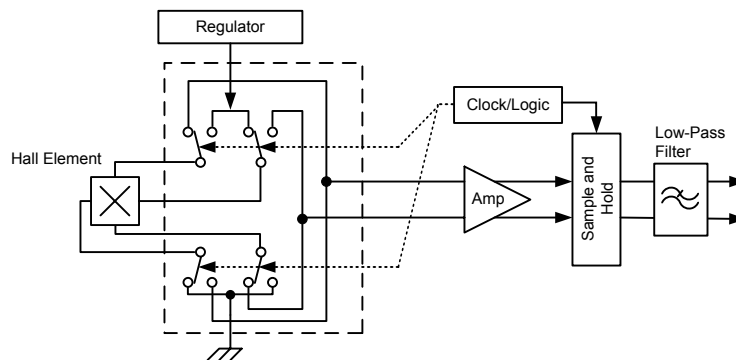 Regulator
Clock/Logic
Hall Element
Low-Pass
Filter
Amp
Sample and
Hold